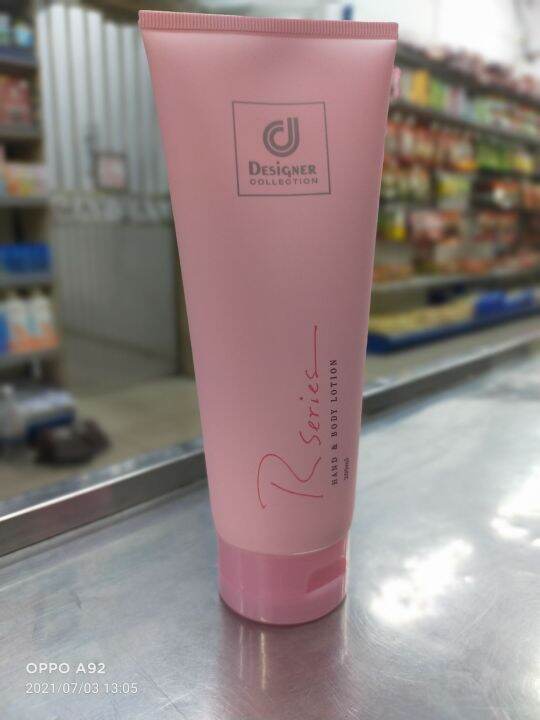 DESIGNER
COLLECTION
R series
HAND & BODY LOTION
OPPO A92
2021/07/03 13:05